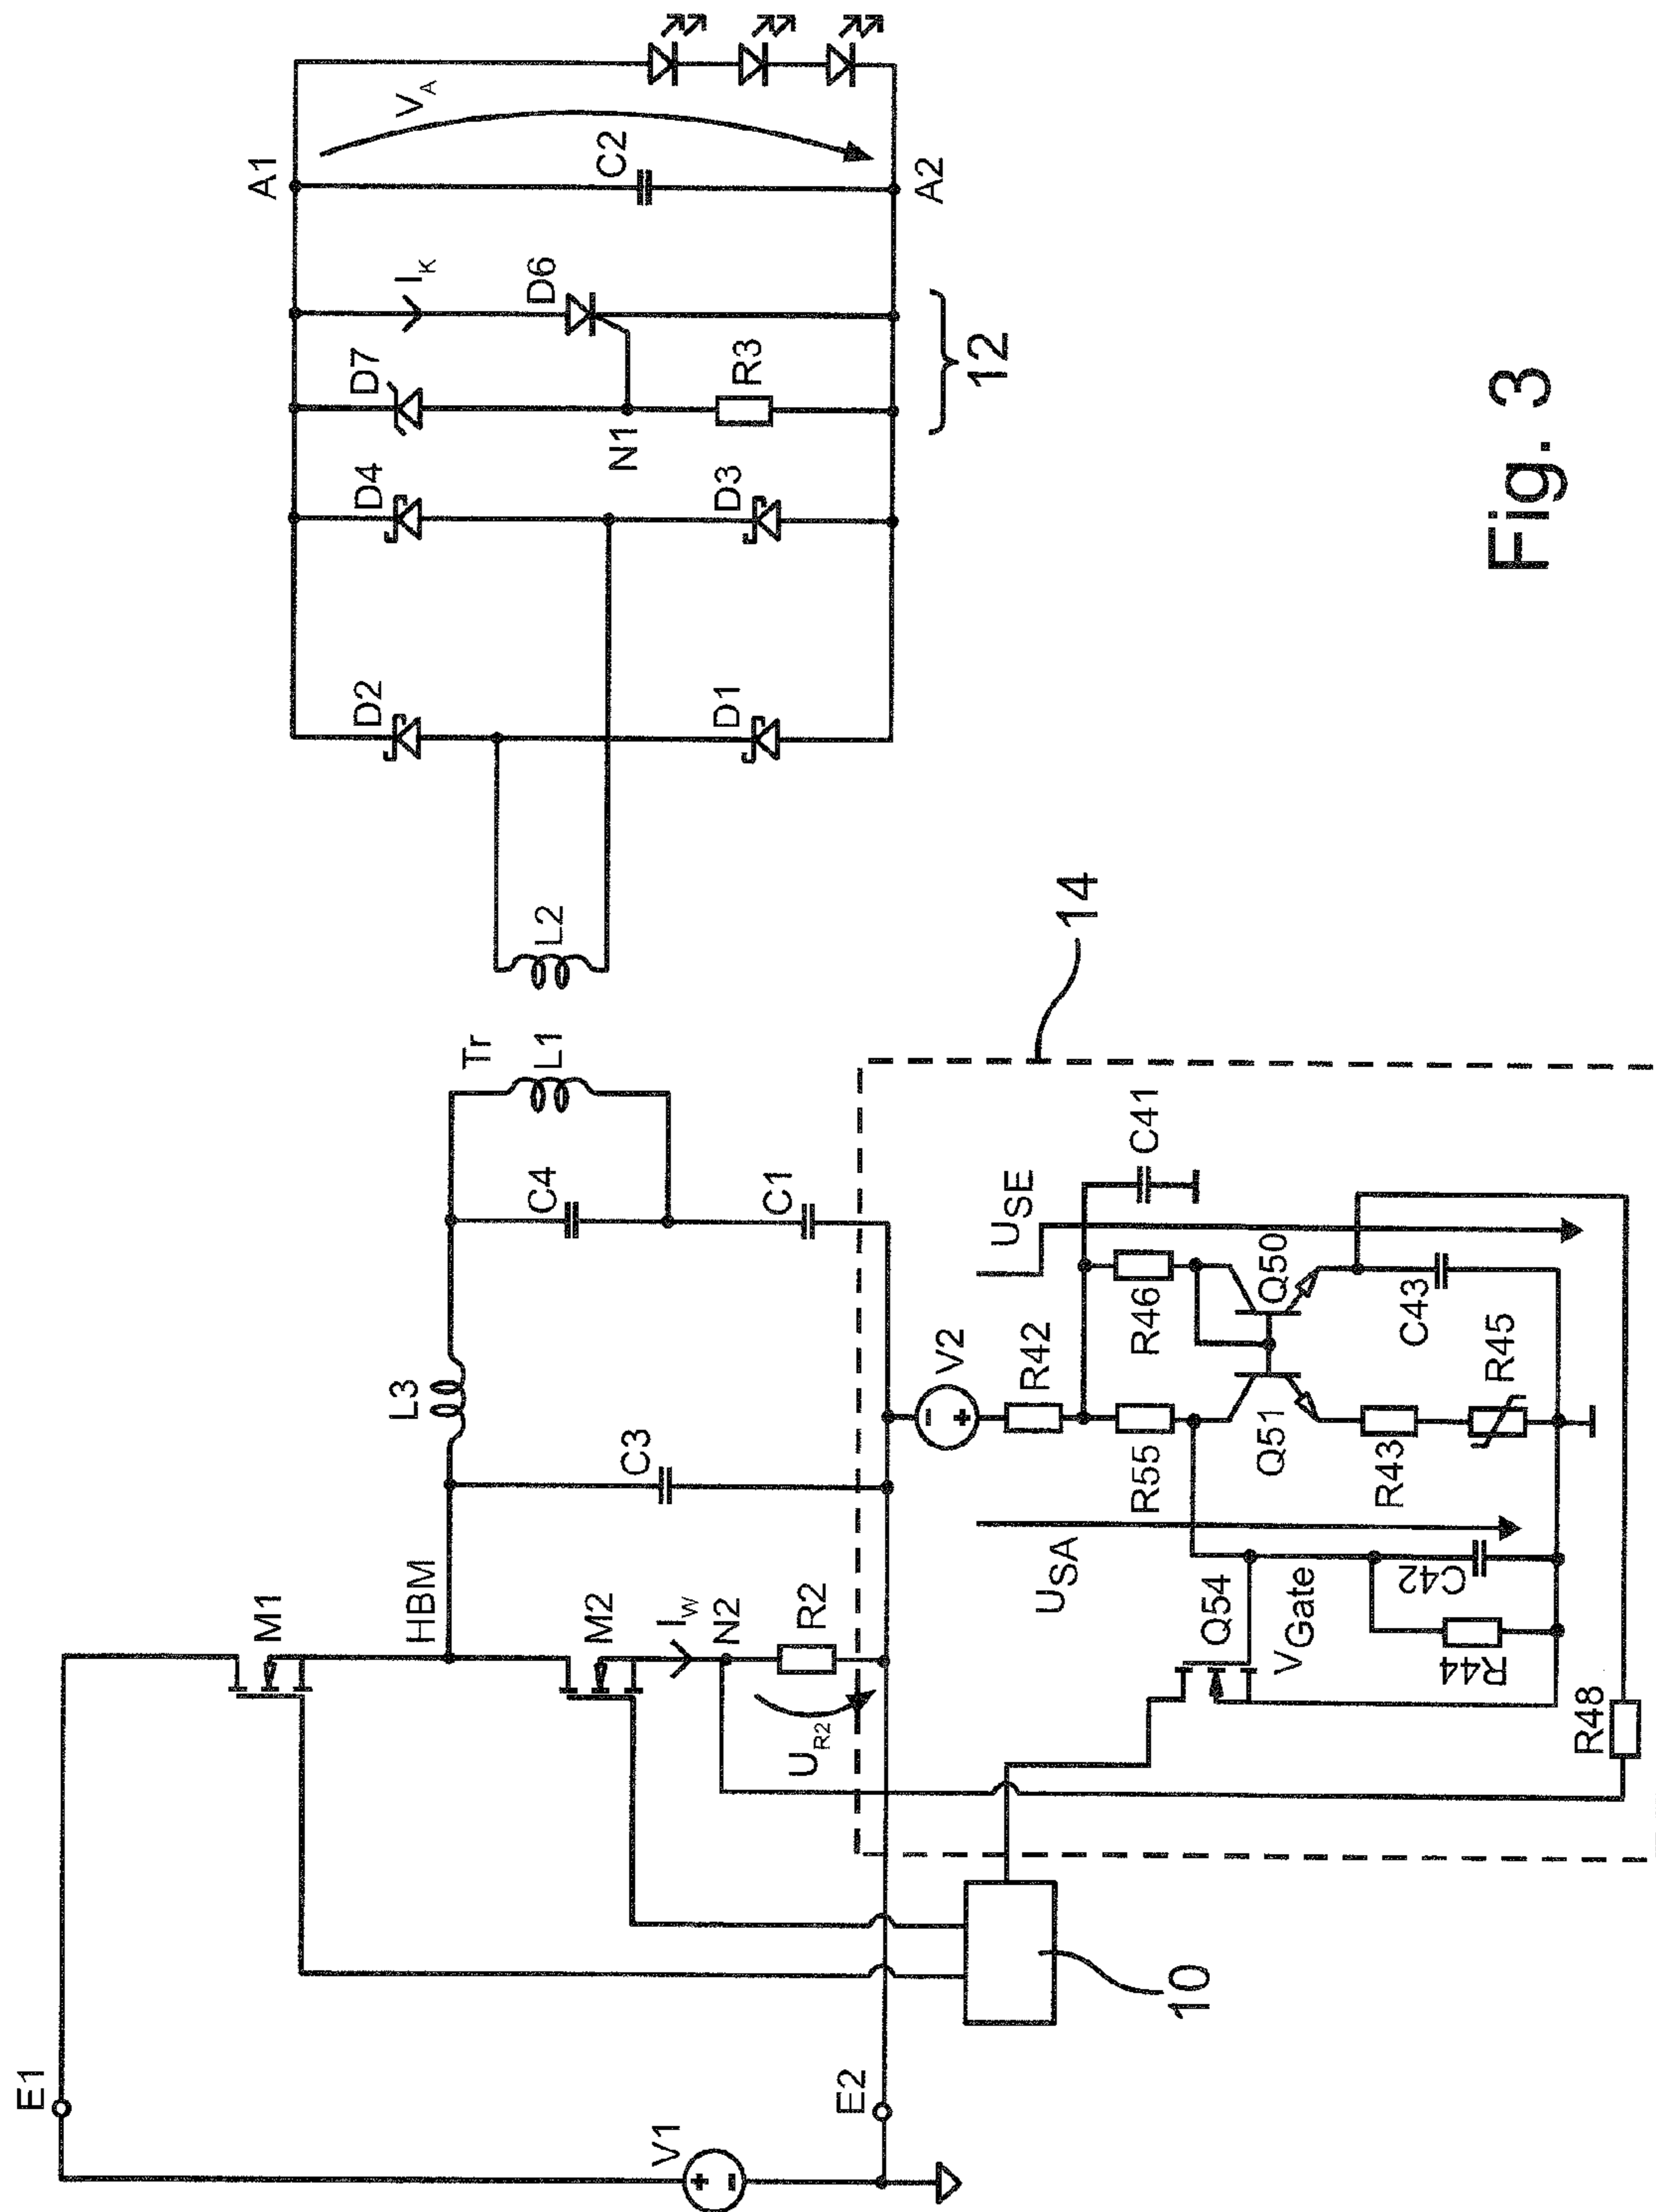 E1
V1
+
-
E2
10
M1
HBM
M2
I_W
N2
R2
U_R2
C3
L3
C4
C1
Tr
L1
L2
14
V2
-
+
R42
R55
R46
C41
U_SE
U_SA
Q54
V_Gate
Q51
Q50
R43
R45
C43
C42
R44
R48
D2
D1
D4
D3
D7
N1
R3
I_K
D6
12
A1
A2
C2
V_A
Fig. 3